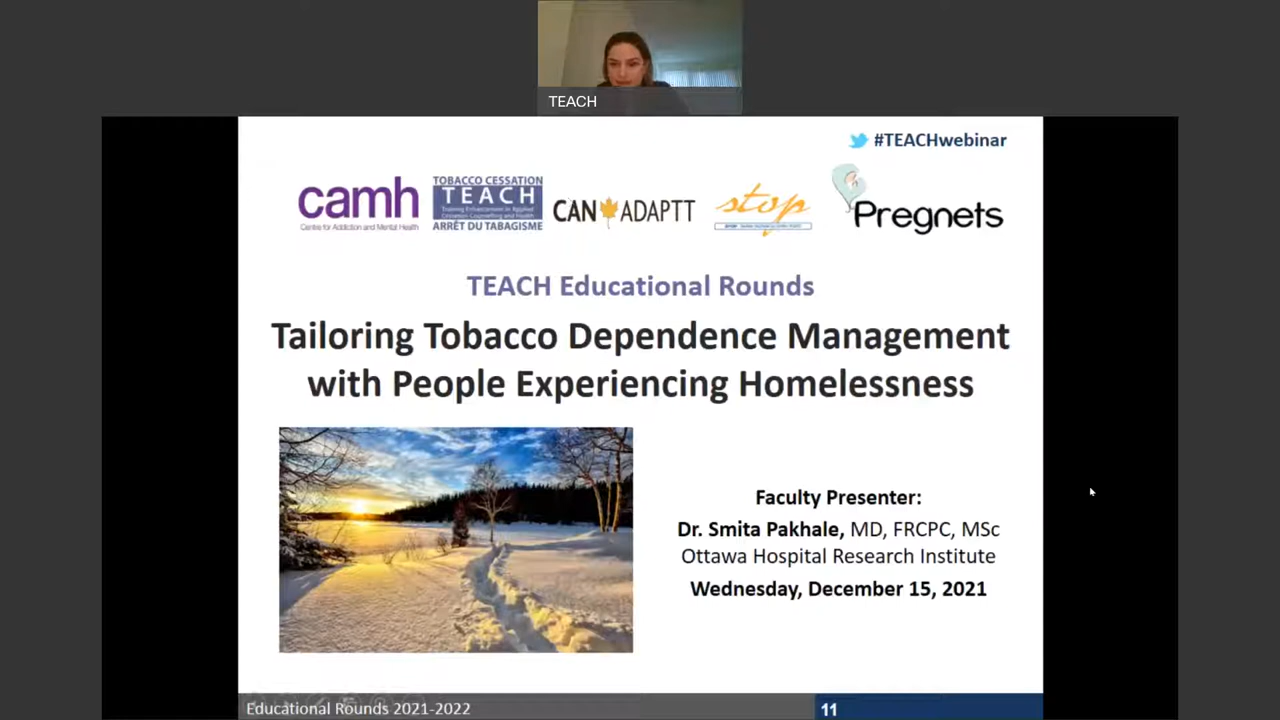 TEACH
#TEACHwebinar
camh
Centre for Addiction and Mental Health
TOBACCO CESSATION
TEACH
Training Enhancement in Applied
Cessation Counselling and Health
ARRÊT DU TABAGISME
CAN ADAPTT
stop
Pregnets
TEACH Educational Rounds
Tailoring Tobacco Dependence Management
with People Experiencing Homelessness
Faculty Presenter:
Dr. Smita Pakhale, MD, FRCPC, MSc
Ottawa Hospital Research Institute
Wednesday, December 15, 2021
Educational Rounds 2021-2022
11